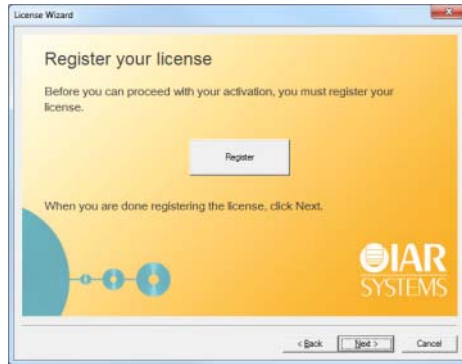 License Wizard
Register your license
Before you can proceed with your activation, you must register your
license.
Register
When you are done registering the license, click Next.
IAR
SYSTEMS
< Back
Next >
Cancel